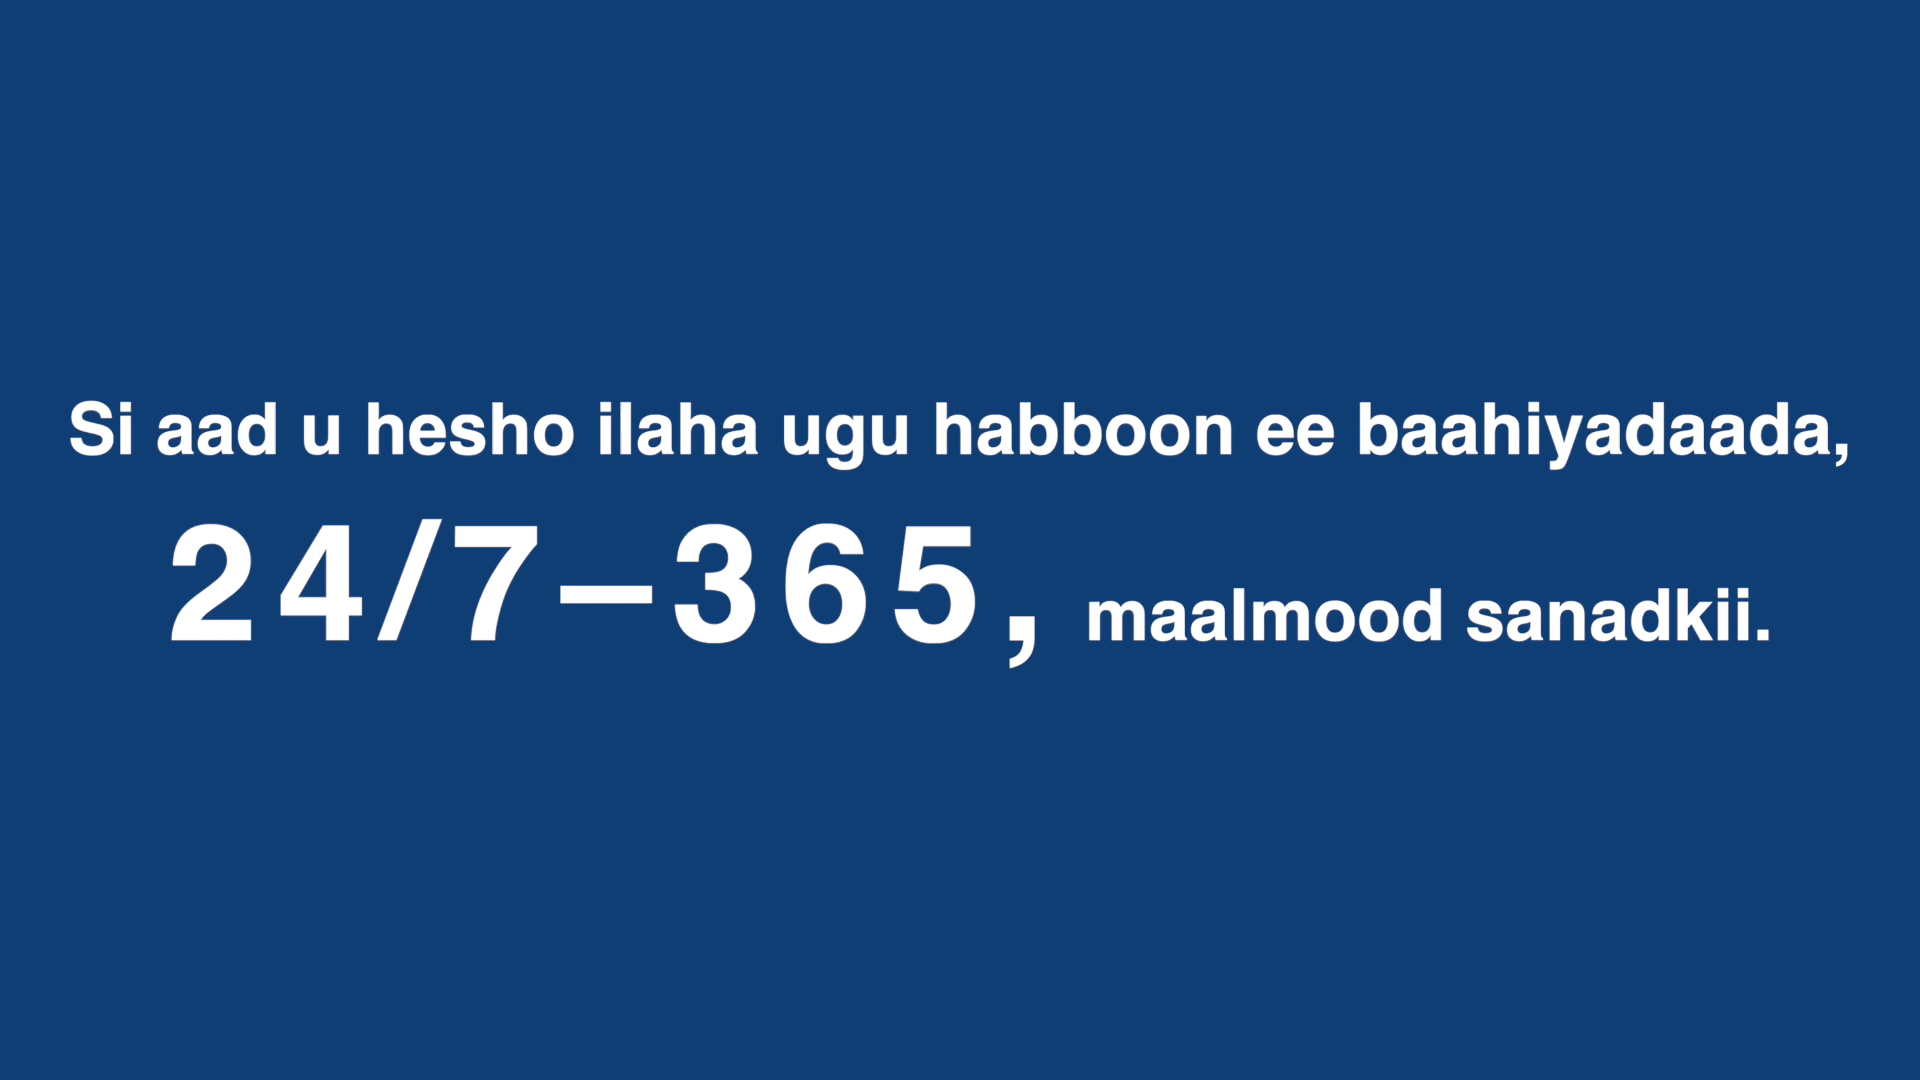 Si aad u hesho ilaha ugu habboon ee baahiyadaada,
24/7–365, maalmood sanadkii.